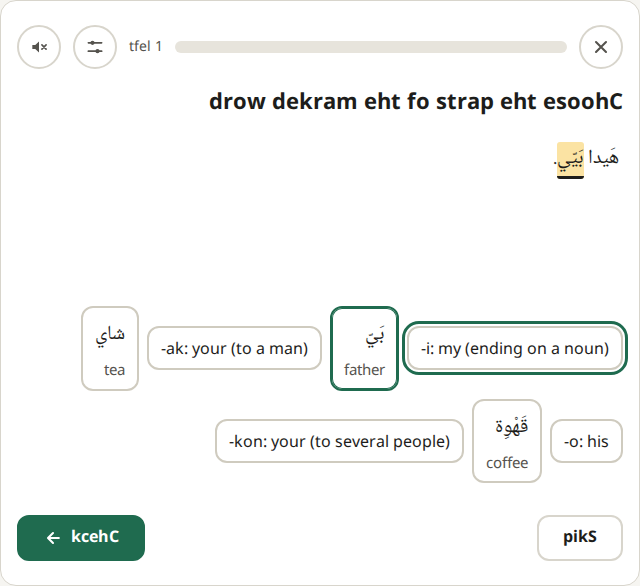 tfel 1
drow dekram eht fo strap eht esoohC
هَيدا بَيّي.
-i: my (ending on a noun)
بَيّ
father
-ak: your (to a man)
شاي
tea
-o: his
قَهْوِة
coffee
-kon: your (to several people)
kcehC
pikS